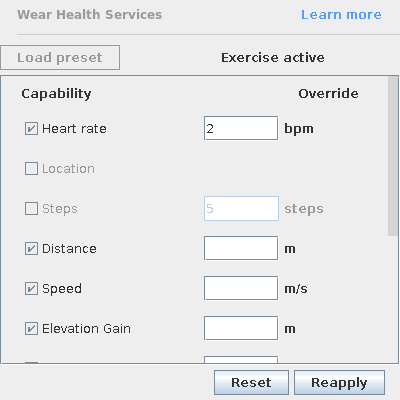 Wear Health Services Learn more
Load preset Exercise active
Capability Override
Heart rate 2 bpm
Location
Steps 5 steps
Distance m
Speed m/s
Elevation Gain m
Reset Reapply